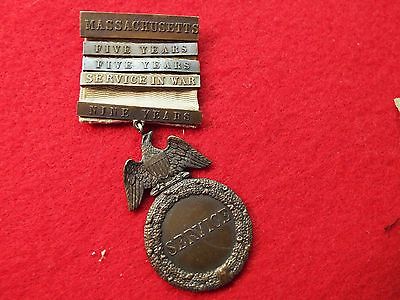 MASSACHUSETTS
FIVE YEARS
FIVE YEARS
SERVICE IN WAR
NINE YEARS
SERVICE